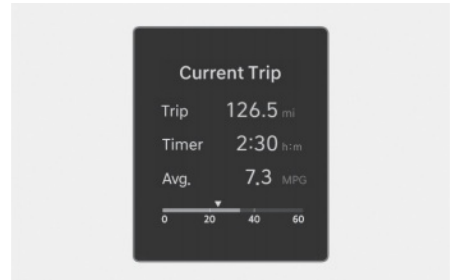 Current Trip
Trip 126.5 mi
Timer 2:30 h:m
Avg. 7.3 MPG
0 20 40 60